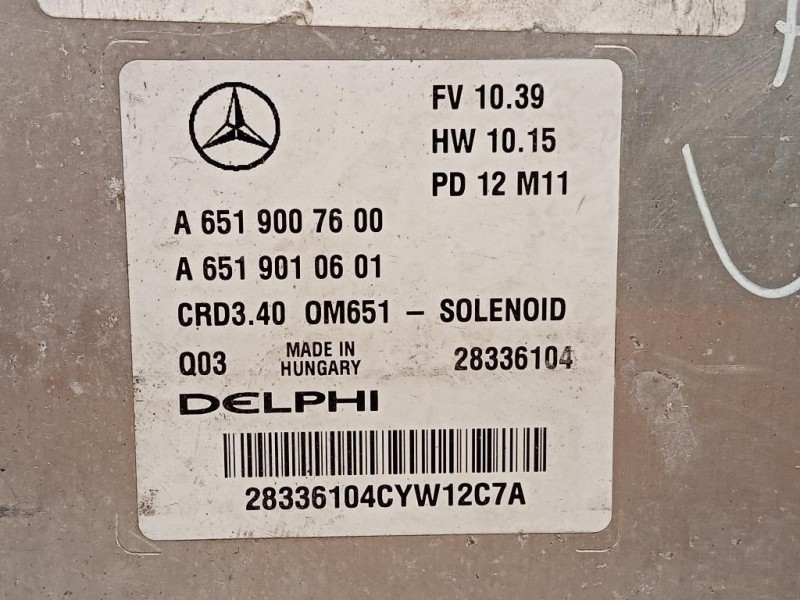 FV 10.39
HW 10.15
PD 12 M11
A 651 900 76 00
A 651 901 06 01
CRD3.40 OM651 – SOLENOID
Q03 MADE IN HUNGARY 28336104
DELPHI
28336104CYW12C7A